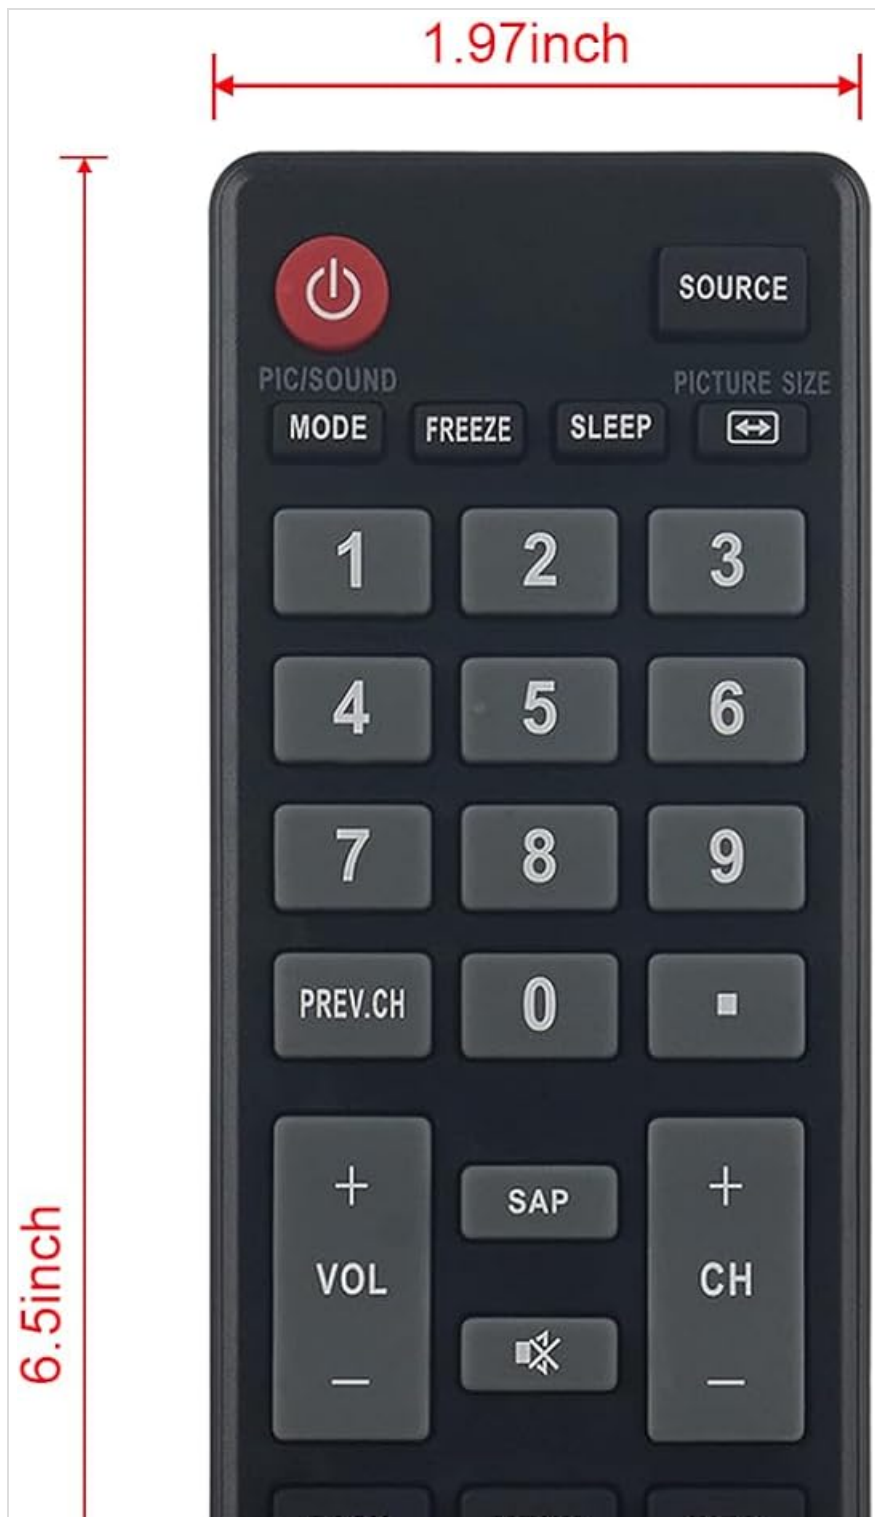 1.97inch
SOURCE
PIC/SOUND
PICTURE SIZE
MODE
FREEZE
SLEEP
1
2
3
4
5
6
7
8
9
PREV.CH
0
+
SAP
+
VOL
CH
-
-
6.5inch